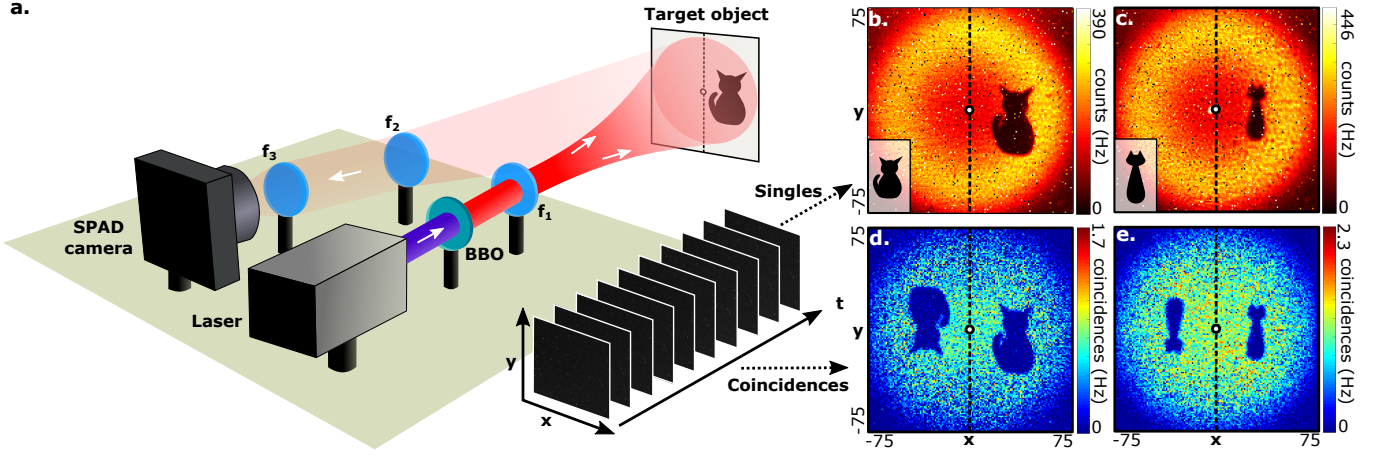 a.
Target object
f₂
f₃
f₁
SPAD
camera
BBO
Laser
Singles
Coincidences
y
x
t
b.
75
y
-75
390
counts (Hz)
0
c.
446
counts (Hz)
0
d.
75
y
-75
-75
x
75
1.7
coincidences (Hz)
0
e.
-75
x
75
2.3
coincidences (Hz)
0